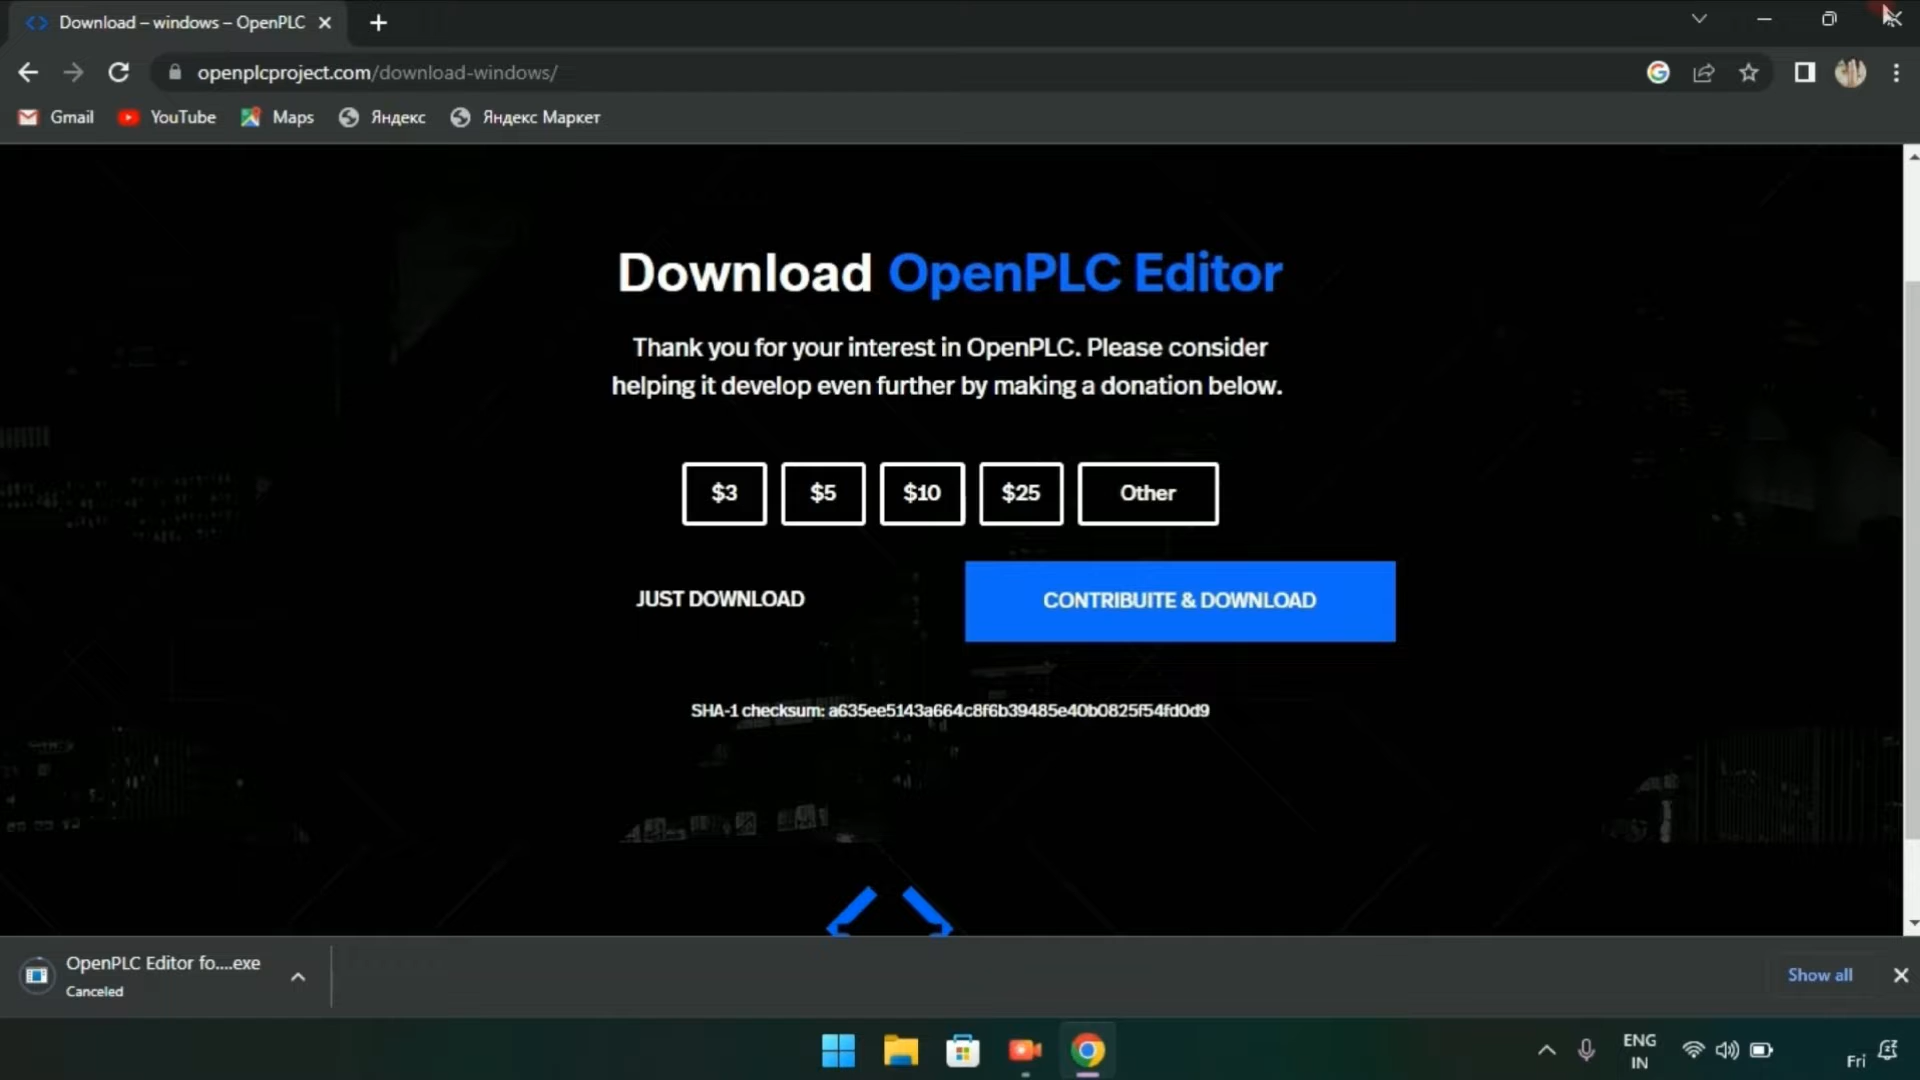 Download – windows – OpenPLC
openplcproject.com/download-windows/
Gmail
YouTube
Maps
Яндекс
Яндекс Маркет
Download OpenPLC Editor
Thank you for your interest in OpenPLC. Please consider
helping it develop even further by making a donation below.
$3
$5
$10
$25
Other
JUST DOWNLOAD
CONTRIBUITE & DOWNLOAD
SHA-1 checksum: a635ee5143a664c8f6b39485e40b0825f54fd0d9
OpenPLC Editor fo....exe
Canceled
Show all
ENG
IN
Fri